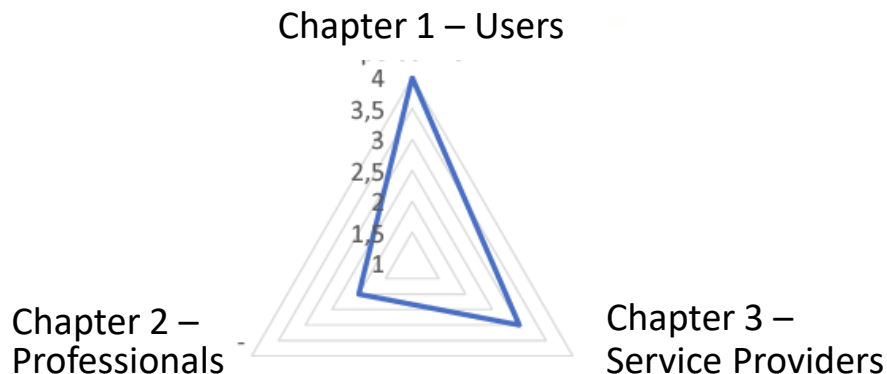 Chapter 1 – Users
4
3,5
3
2,5
2
1,5
1
Chapter 2 –
Professionals
-
Chapter 3 –
Service Providers